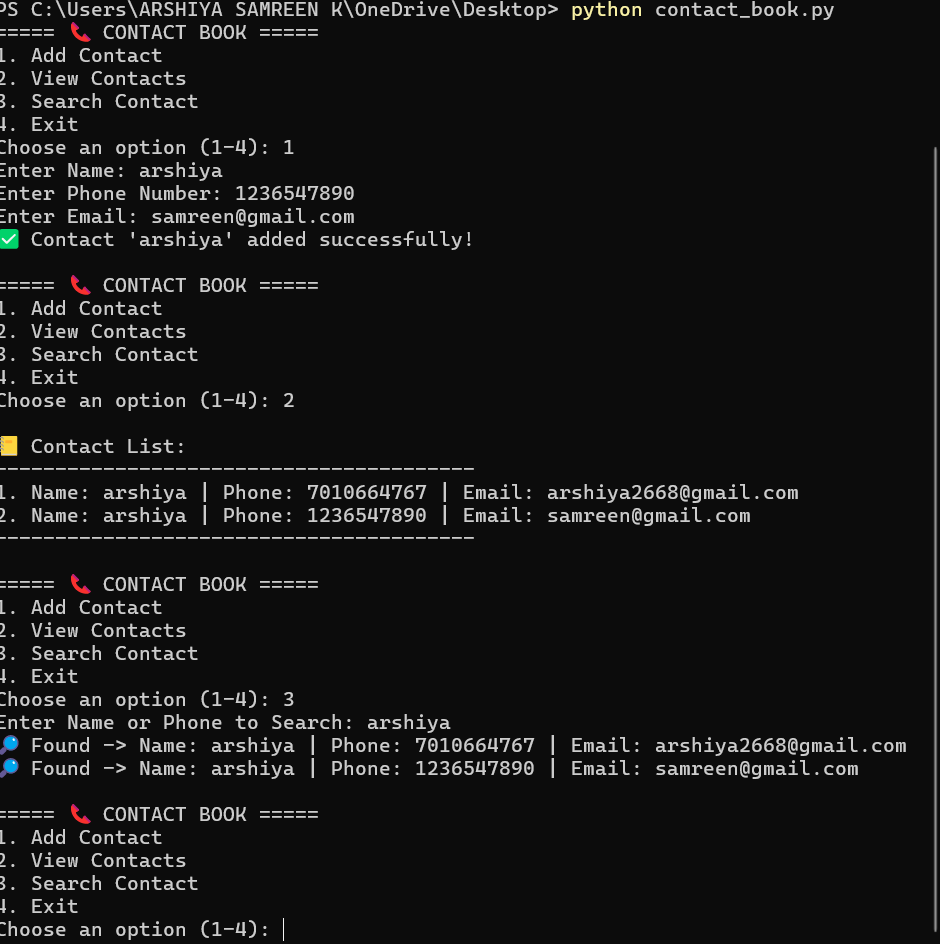 PS C:\Users\ARSHIYA SAMREEN K\OneDrive\Desktop> python contact_book.py
===== 📞 CONTACT BOOK =====
1. Add Contact
2. View Contacts
3. Search Contact
4. Exit
Choose an option (1-4): 1
Enter Name: arshiya
Enter Phone Number: 1236547890
Enter Email: samreen@gmail.com
✅ Contact 'arshiya' added successfully!

===== 📞 CONTACT BOOK =====
1. Add Contact
2. View Contacts
3. Search Contact
4. Exit
Choose an option (1-4): 2

📒 Contact List:
----------------------------------------
1. Name: arshiya | Phone: 7010664767 | Email: arshiya2668@gmail.com
2. Name: arshiya | Phone: 1236547890 | Email: samreen@gmail.com
----------------------------------------

===== 📞 CONTACT BOOK =====
1. Add Contact
2. View Contacts
3. Search Contact
4. Exit
Choose an option (1-4): 3
Enter Name or Phone to Search: arshiya
🔎 Found -> Name: arshiya | Phone: 7010664767 | Email: arshiya2668@gmail.com
🔎 Found -> Name: arshiya | Phone: 1236547890 | Email: samreen@gmail.com

===== 📞 CONTACT BOOK =====
1. Add Contact
2. View Contacts
3. Search Contact
4. Exit
Choose an option (1-4):